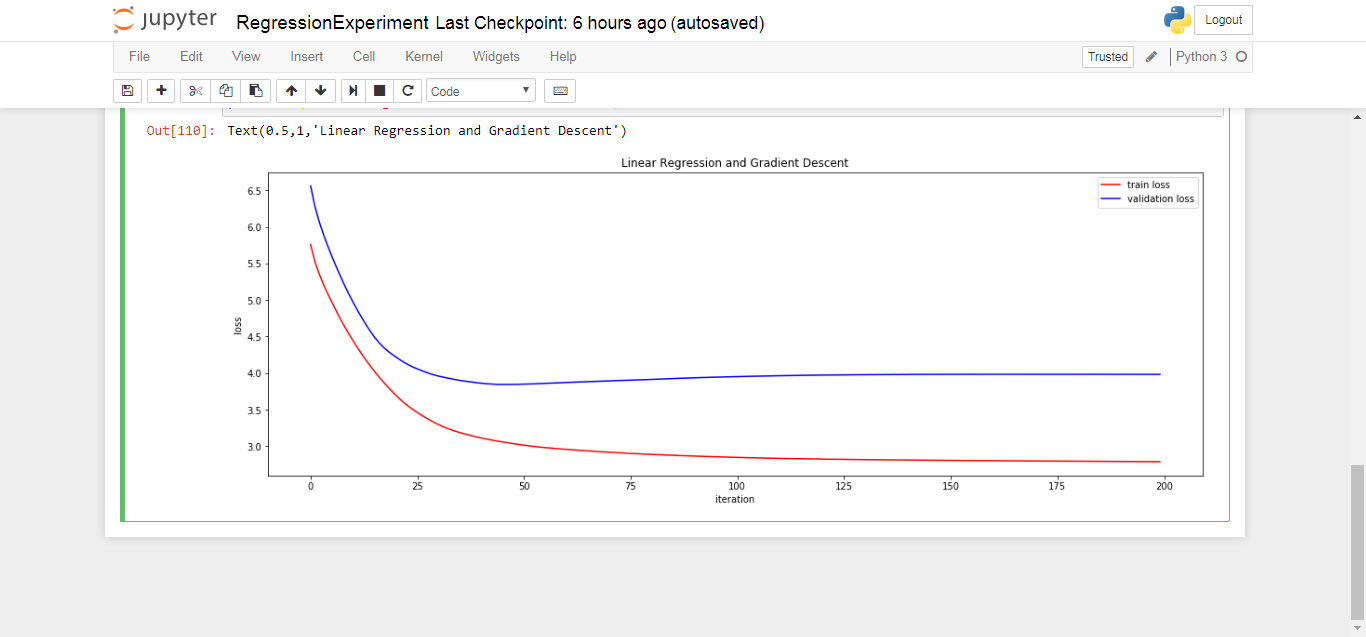 jupyter RegressionExperiment Last Checkpoint: 6 hours ago (autosaved) Logout
File Edit View Insert Cell Kernel Widgets Help Trusted Python 3
Code
Out[110]: Text(0.5,1,'Linear Regression and Gradient Descent')
Linear Regression and Gradient Descent
train loss
validation loss
6.5
6.0
5.5
5.0
4.5
4.0
3.5
3.0
loss
0 25 50 75 100 125 150 175 200
iteration